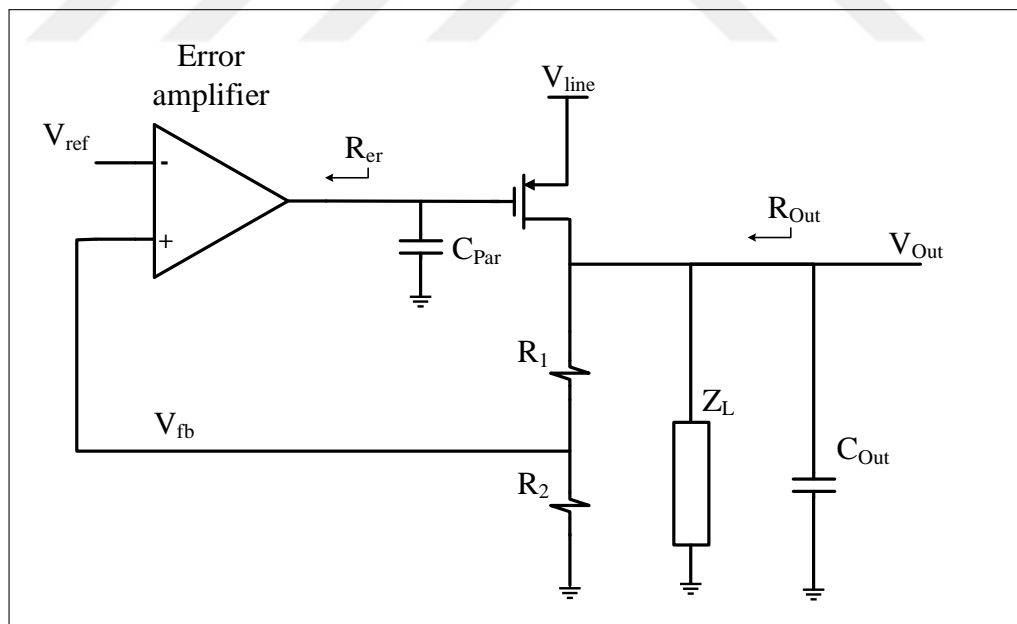 Error
amplifier
V_line
V_ref
-
R_er
+
C_Par
R_Out
V_Out
R_1
Z_L
V_fb
C_Out
R_2